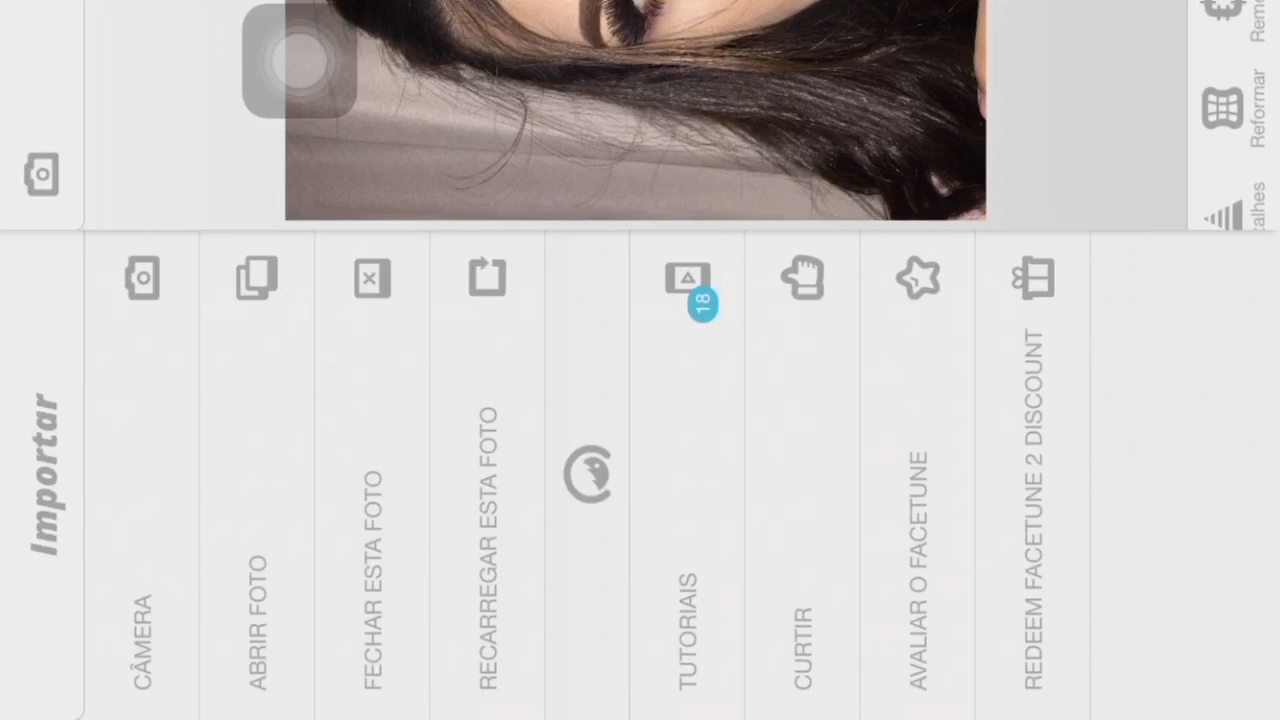 Importar
CÂMERA
ABRIR FOTO
FECHAR ESTA FOTO
RECARREGAR ESTA FOTO
TUTORIAIS
18
CURTIR
AVALIAR O FACETUNE
REDEEM FACETUNE 2 DISCOUNT
Reformar